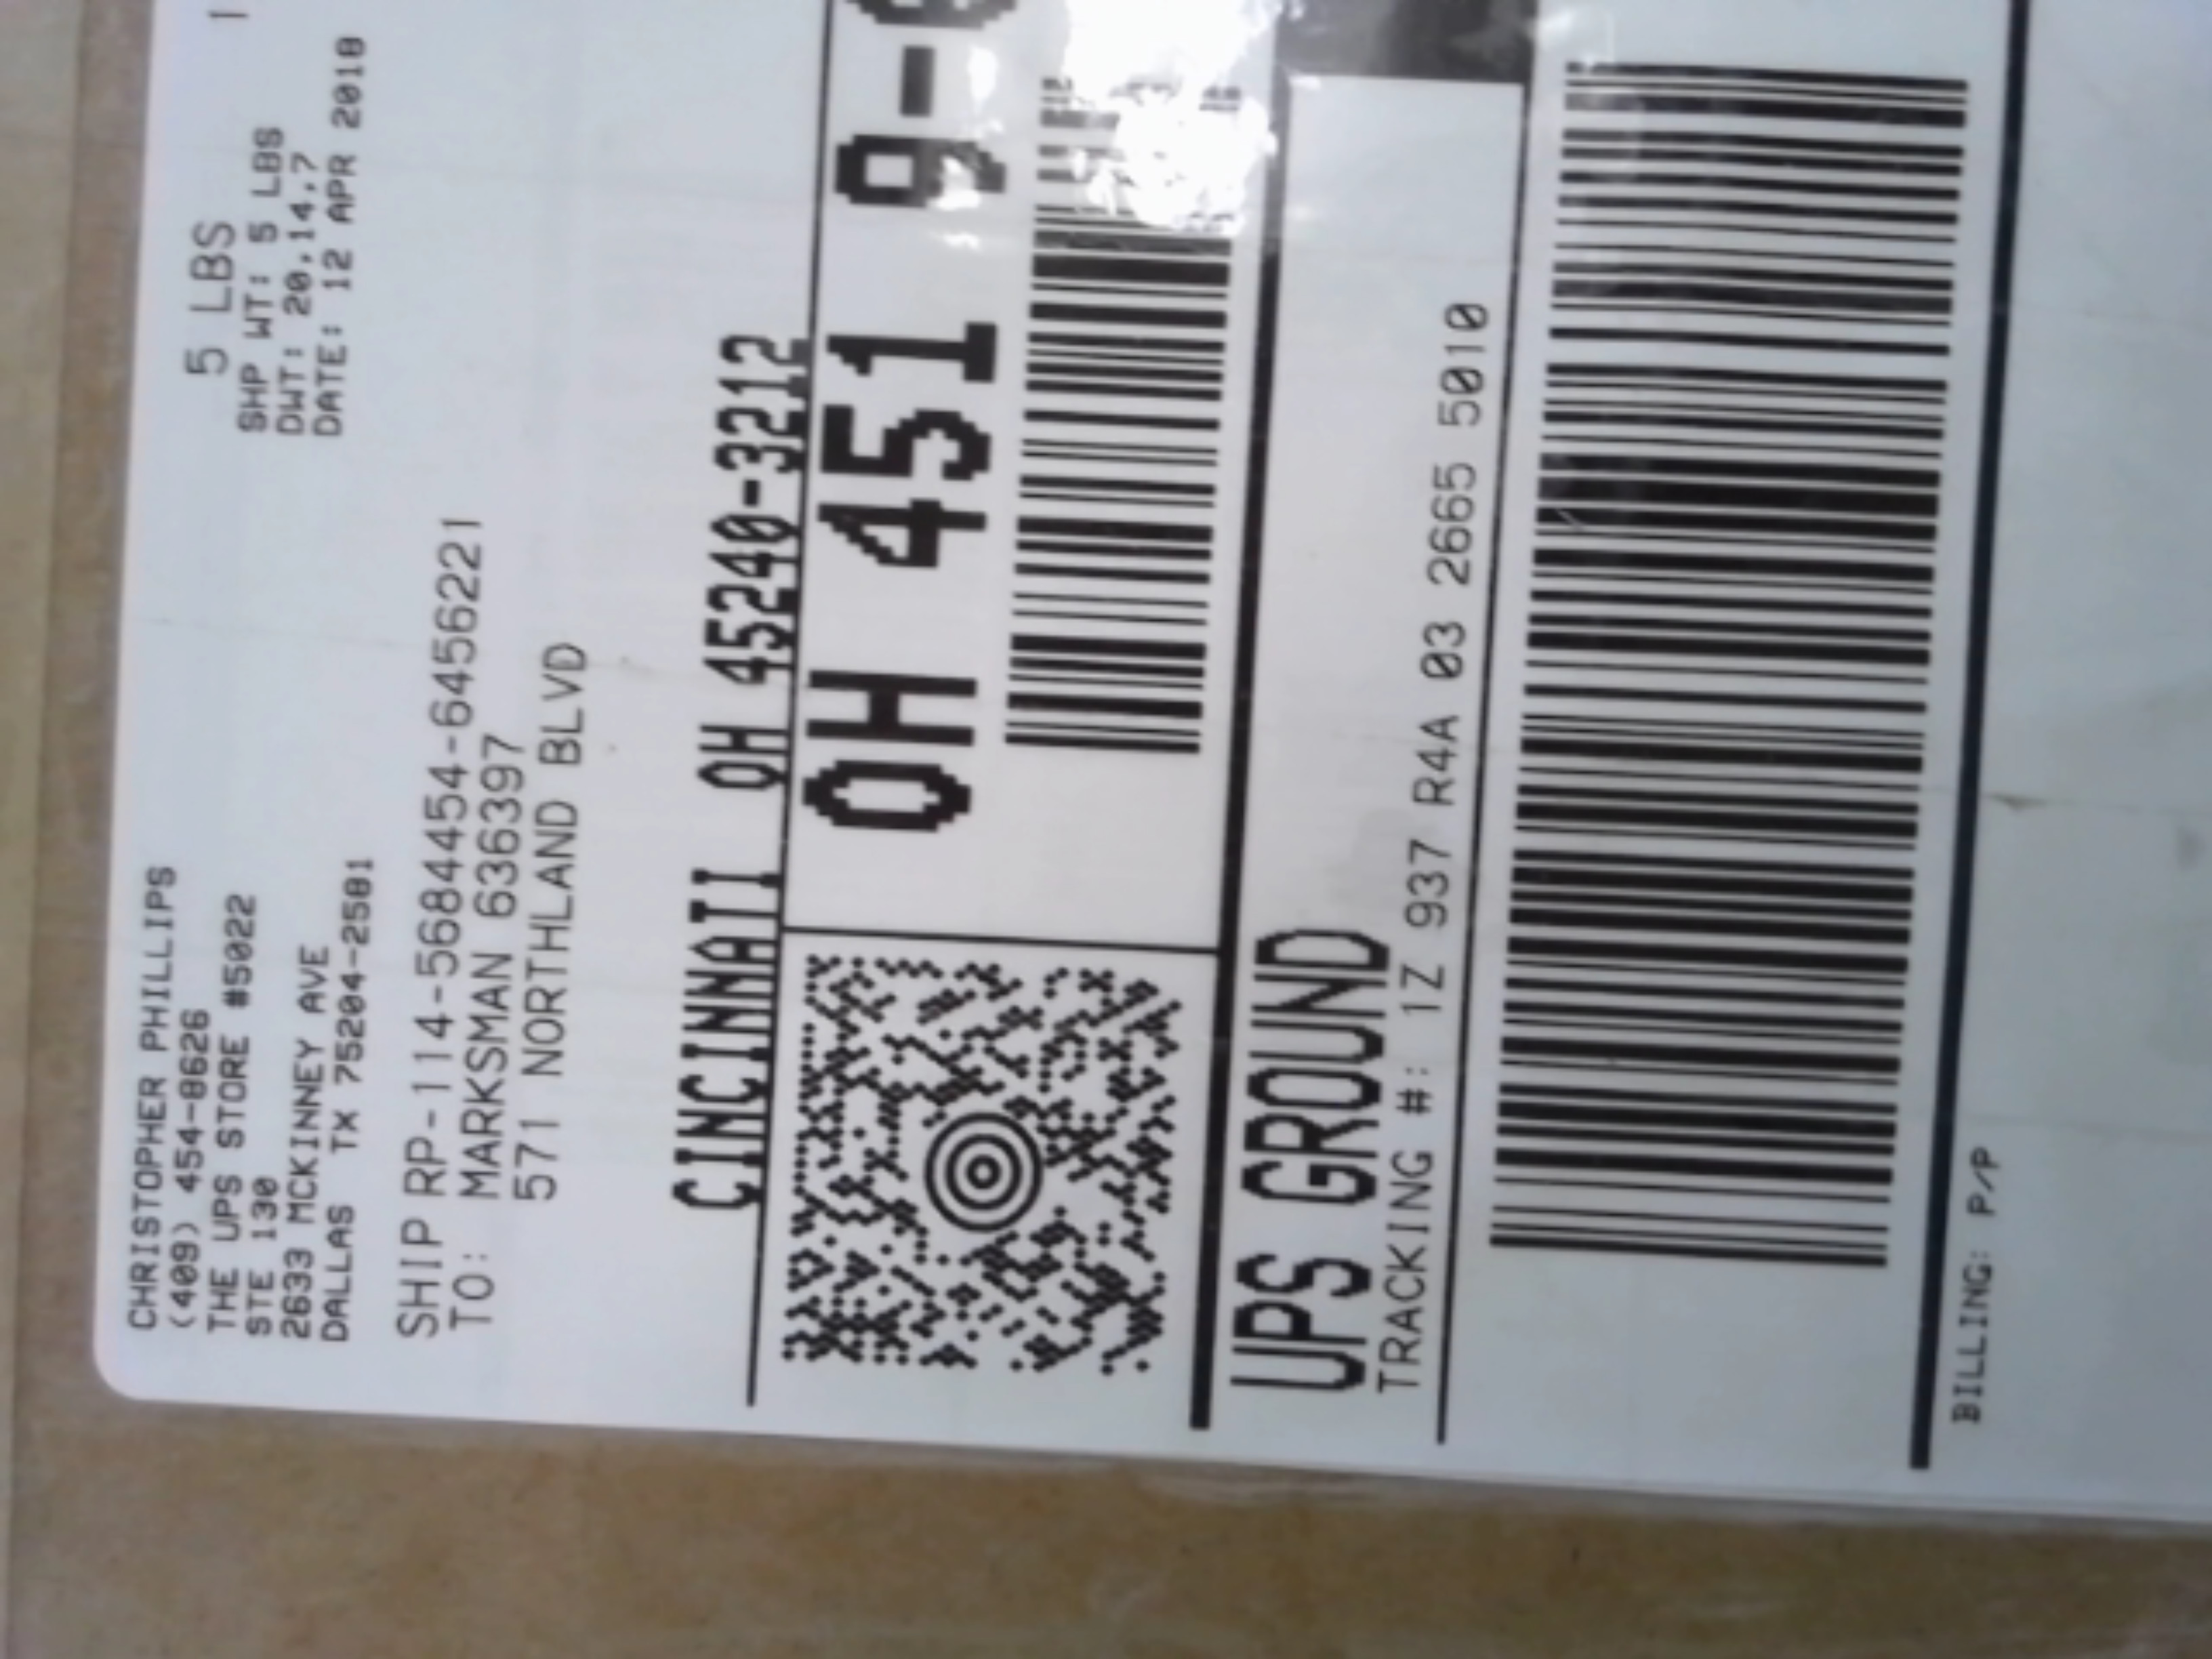 CHRISTOPHER PHILLIPS
(409) 454-8626
THE UPS STORE #5022
STE 130
2633 MCKINNEY AVE
DALLAS TX 75204-2581
5 LBS 1
SHP WT: 5 LBS
DWT: 20,14,7
DATE: 12 APR 2018
SHIP RP-114-5684454-6456221
TO: MARKSMAN 636397
571 NORTHLAND BLVD
CINCINNATI OH 45240-3212
OH 451 9-
UPS GROUND
TRACKING #: 1Z 937 R4A 03 2665 5010
BILLING: P/P